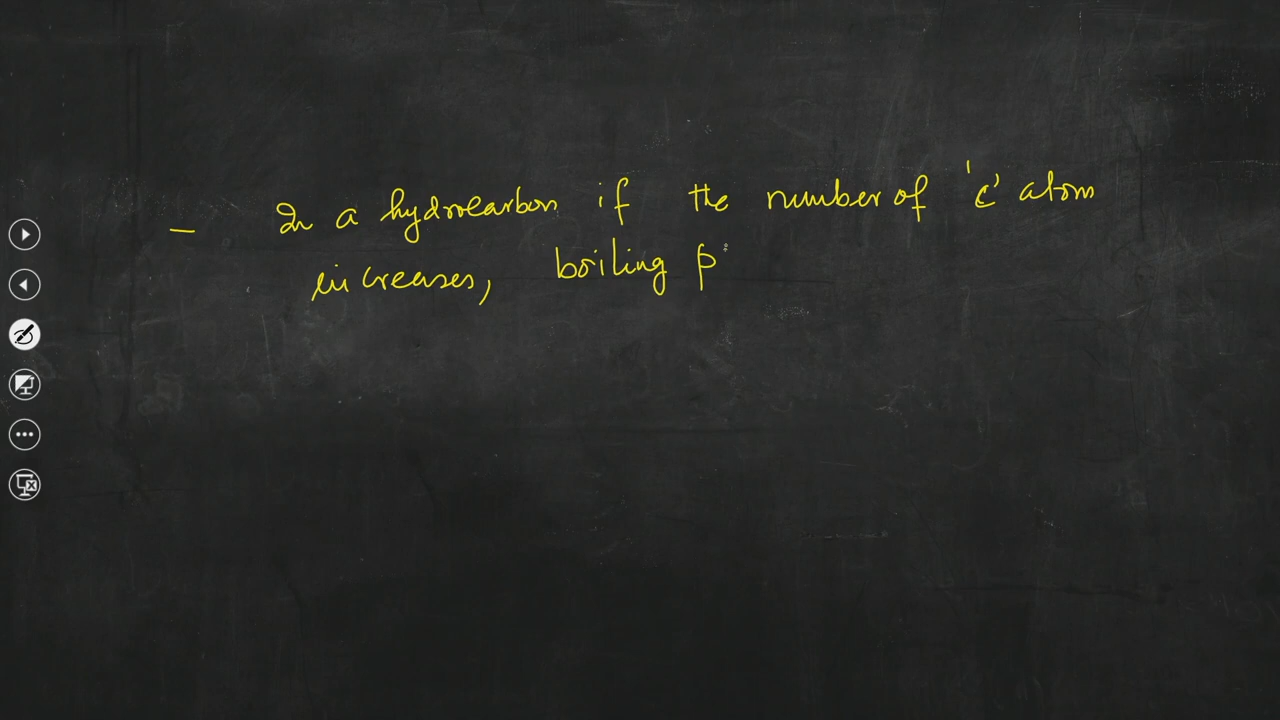 – In a hydrocarbon if the number of 'C' atom
increases, boiling p